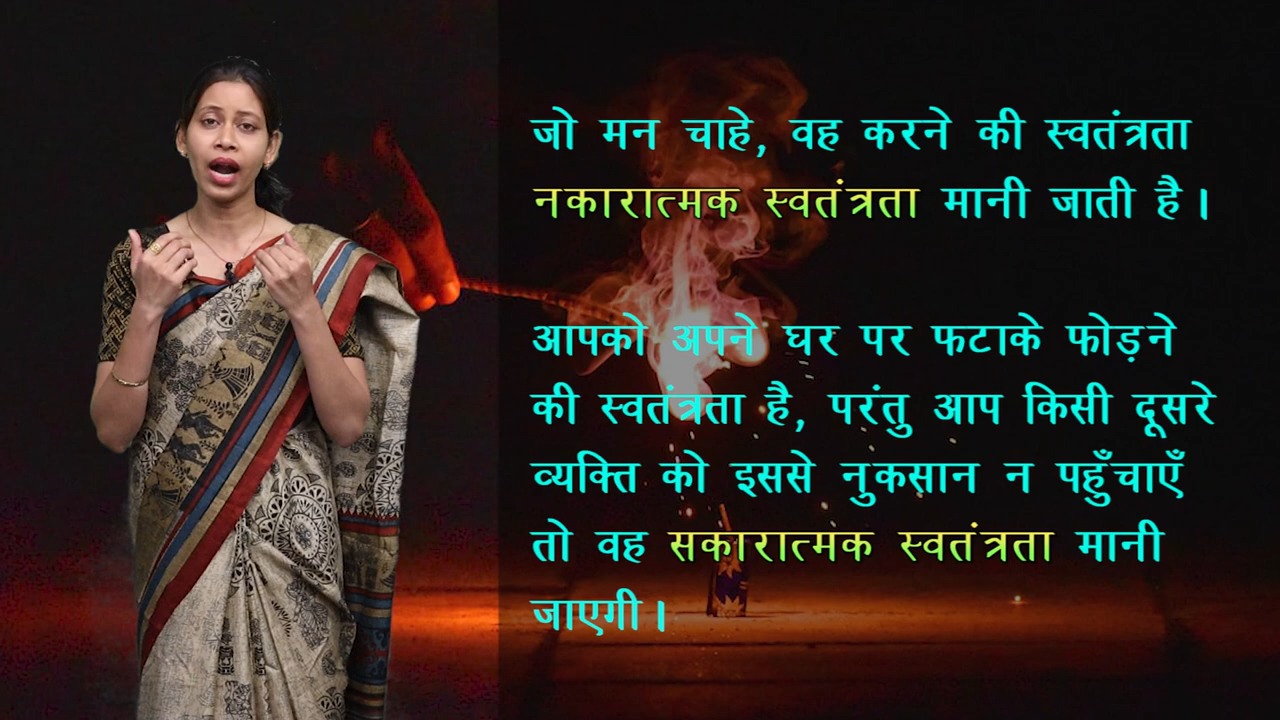 जो मन चाहे, वह करने की स्वतंत्रता
नकारात्मक स्वतंत्रता मानी जाती है।
आपको अपने घर पर फटाके फोड़ने
की स्वतंत्रता है, परंतु आप किसी दूसरे
व्यक्ति को इससे नुकसान न पहुँचाएँ
तो वह सकारात्मक स्वतंत्रता मानी
जाएगी।